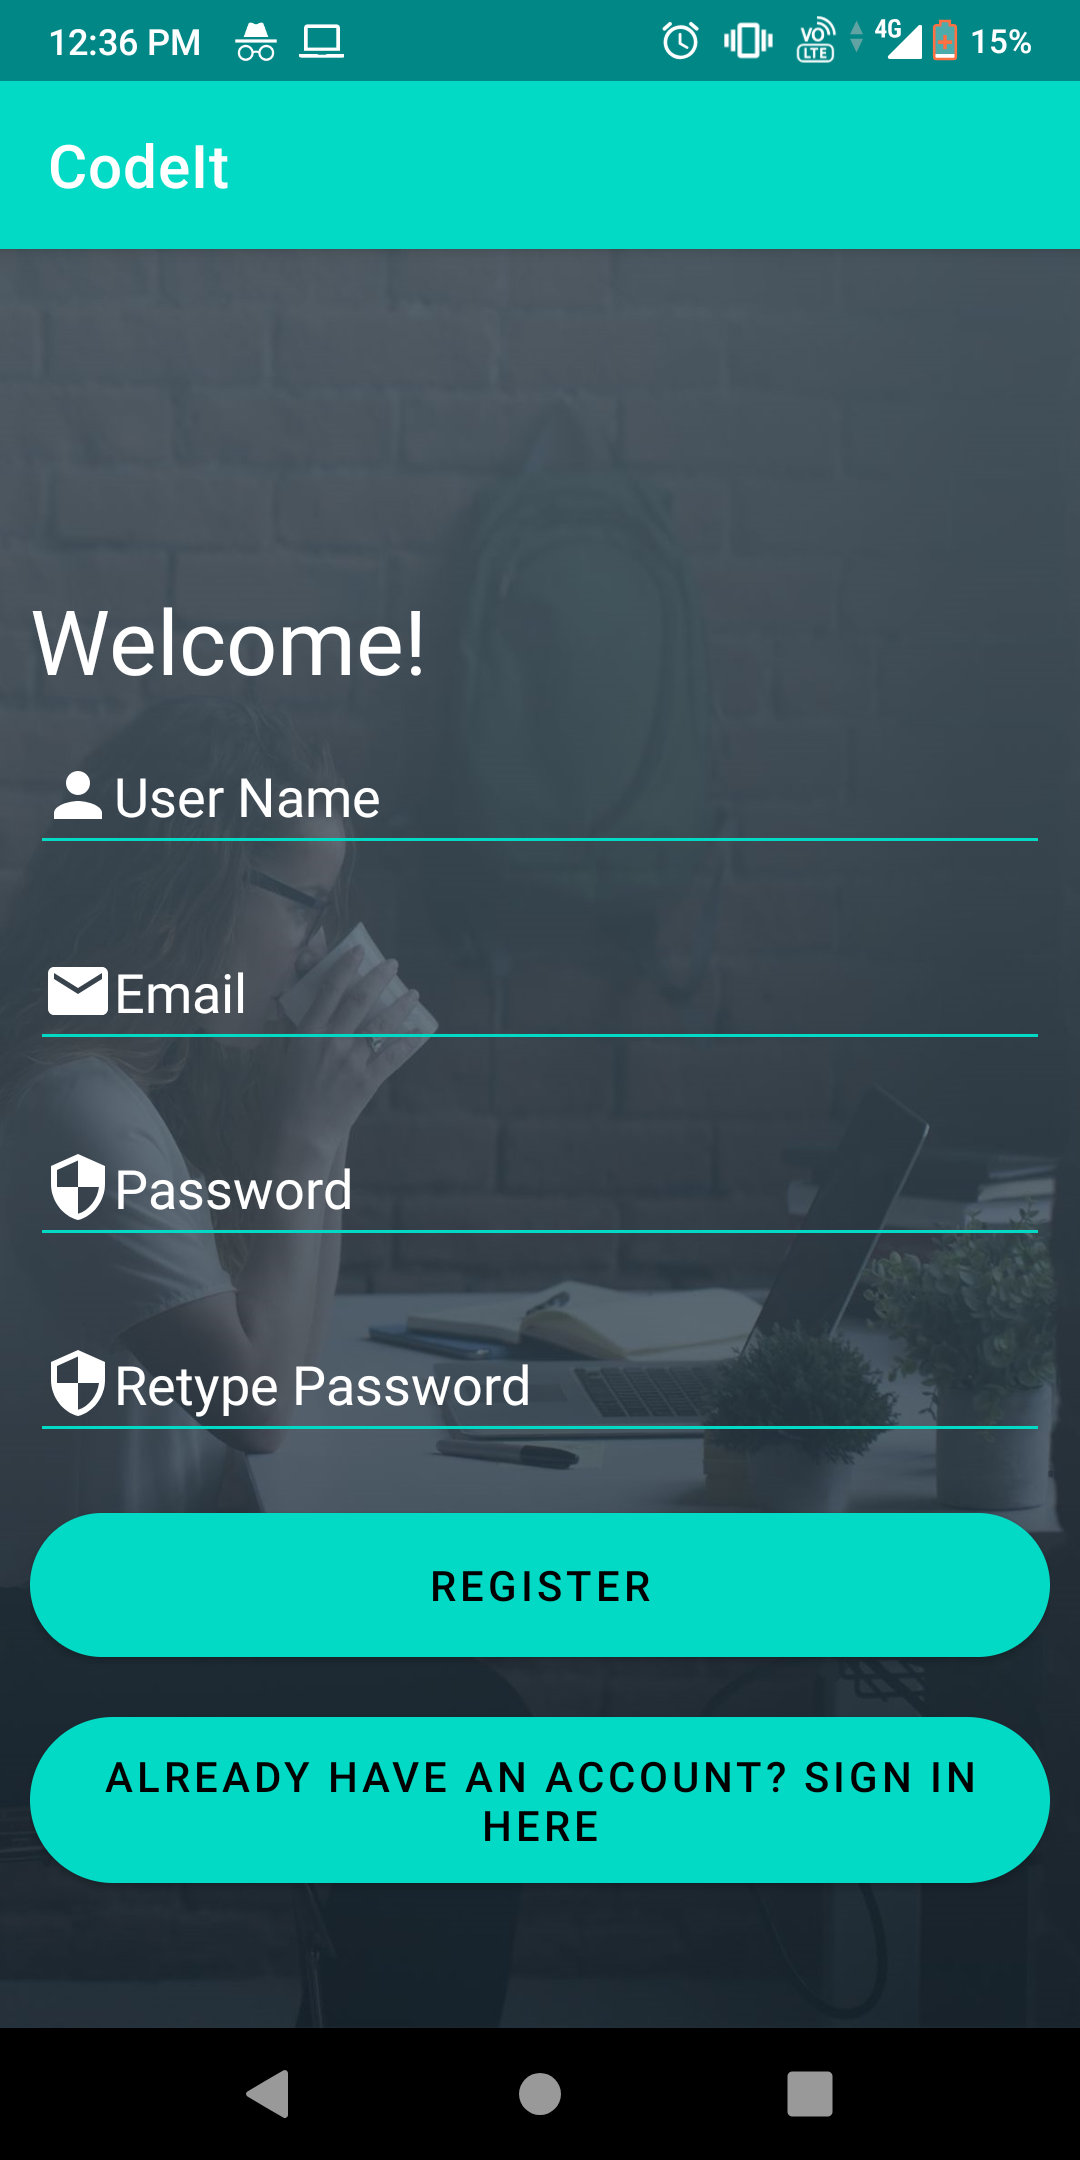 12:36 PM VO LTE 4G 15%
CodeIt
Welcome!
User Name
Email
Password
Retype Password
REGISTER
ALREADY HAVE AN ACCOUNT? SIGN IN
HERE